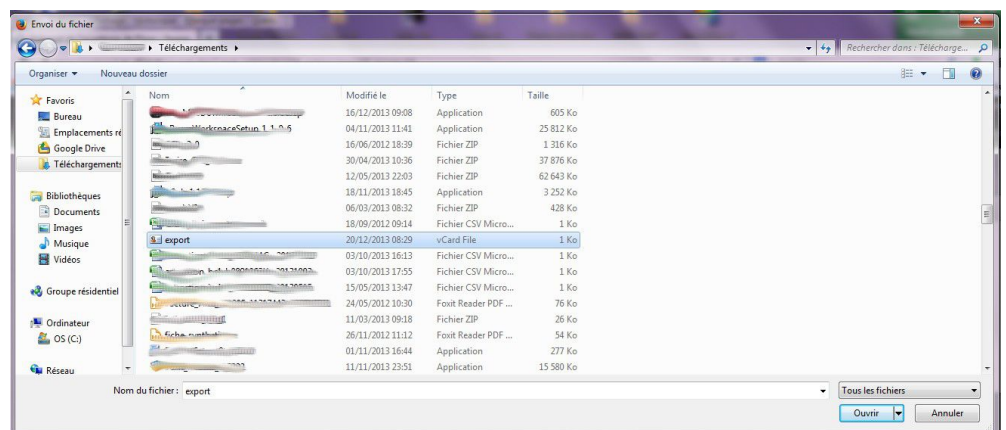 Envoi du fichier
Téléchargements
Rechercher dans : Télécharge...
Organiser Nouveau dossier
Nom Modifié le Type Taille
Favoris
Bureau
Emplacements ré
Google Drive
Téléchargements
Bibliothèques
Documents
Images
Musique
Vidéos
Groupe résidentiel
Ordinateur
OS (C:)
Réseau
16/12/2013 09:08 Application 605 Ko
04/11/2013 11:41 Application 25 812 Ko
16/06/2012 18:39 Fichier ZIP 1 316 Ko
30/04/2013 10:36 Fichier ZIP 37 876 Ko
12/05/2013 22:03 Fichier ZIP 62 643 Ko
18/11/2013 18:45 Application 3 252 Ko
06/03/2013 08:32 Fichier ZIP 428 Ko
18/09/2012 09:14 Fichier CSV Micro... 1 Ko
export 20/12/2013 08:29 vCard File 1 Ko
03/10/2013 16:13 Fichier CSV Micro... 1 Ko
03/10/2013 17:55 Fichier CSV Micro... 1 Ko
15/05/2013 13:47 Fichier CSV Micro... 1 Ko
24/05/2012 10:30 Foxit Reader PDF ... 76 Ko
11/03/2013 09:18 Fichier ZIP 26 Ko
26/11/2012 11:12 Foxit Reader PDF ... 54 Ko
01/11/2013 16:44 Application 277 Ko
11/11/2013 23:51 Application 15 580 Ko
Nom du fichier : export Tous les fichiers
Ouvrir Annuler